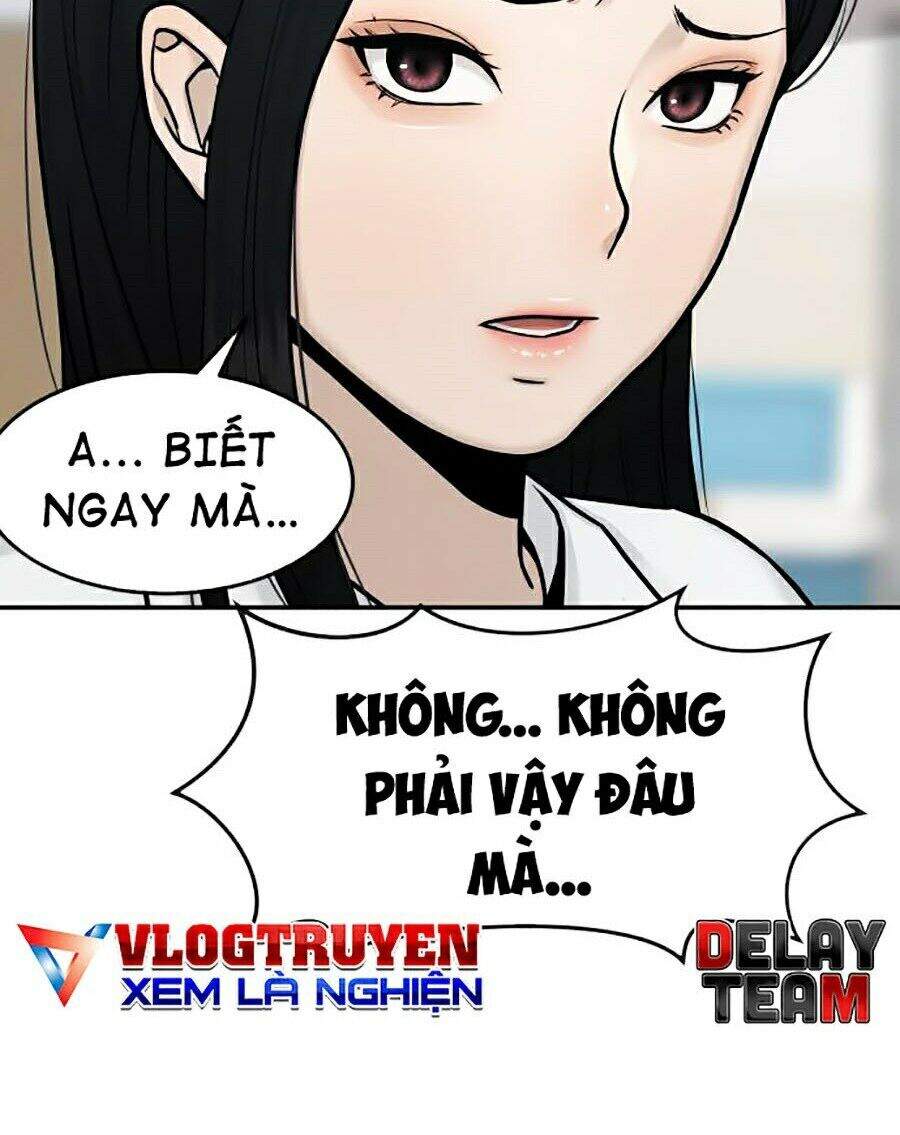 A... BIẾT
NGAY MÀ...
KHÔNG... KHÔNG
PHẢI VẬY ĐÂU
MÀ...
VLOGTRUYEN
XEM LÀ NGHIỆN
DELAY
TEAM